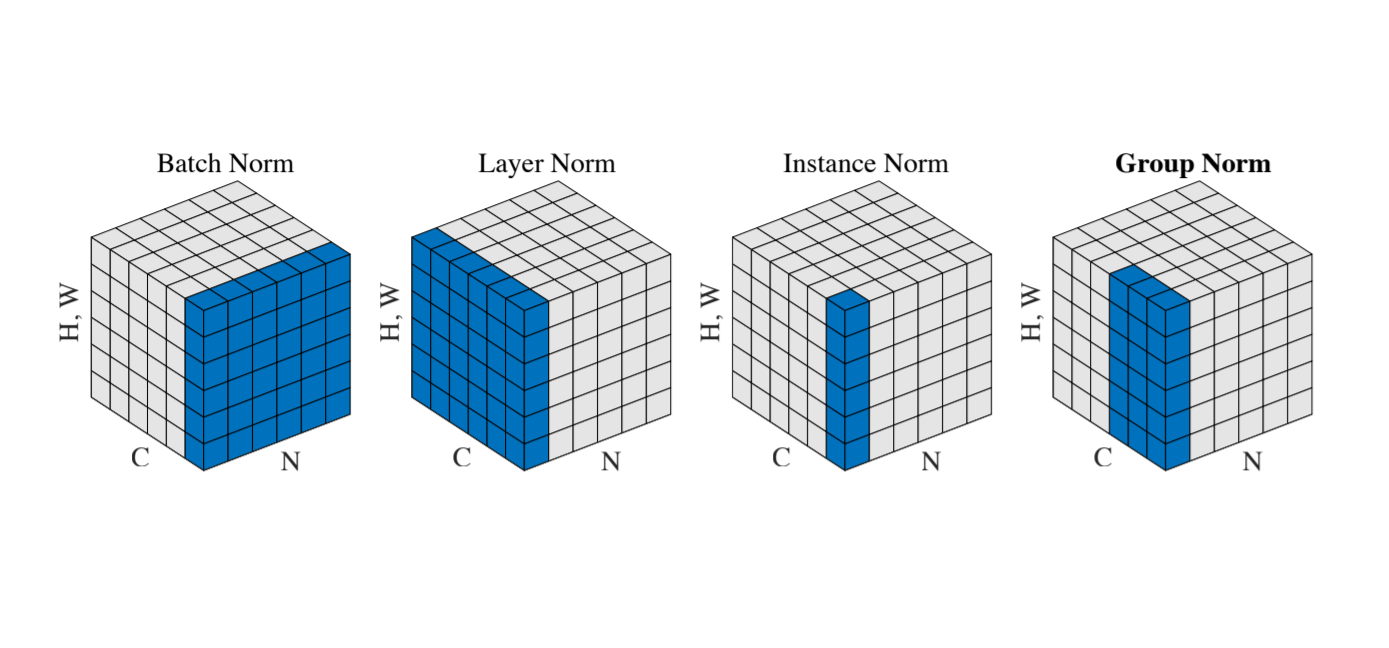 Batch Norm
H, W
C
N
Layer Norm
H, W
C
N
Instance Norm
H, W
C
N
Group Norm
H, W
C
N